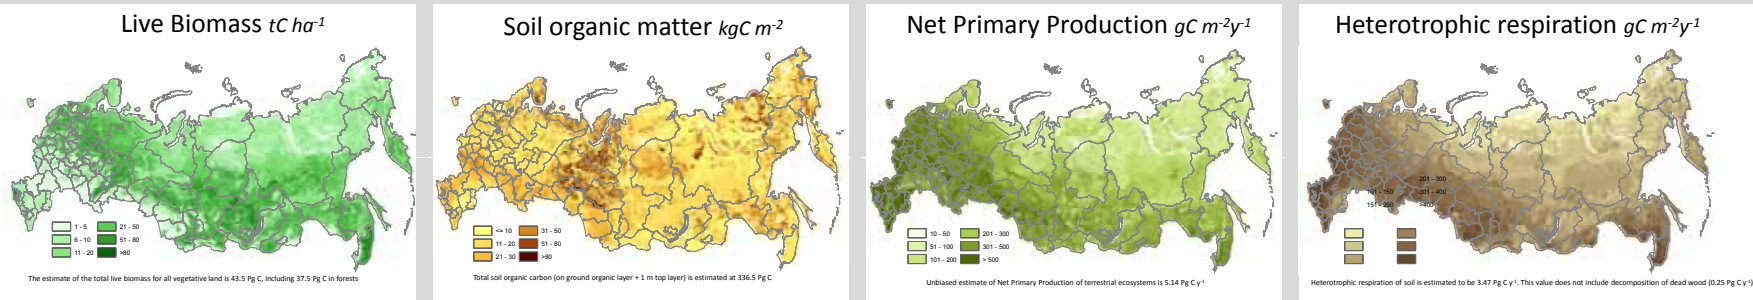 Live Biomass tC ha⁻¹
1 - 5
21 - 50
6 - 10
51 - 80
11 - 20
>80
The estimate of the total live biomass for all vegetative land is 43.5 Pg C, including 37.5 Pg C in forests
Soil organic matter kgC m⁻²
<= 10
31 - 50
11 - 20
51 - 80
21 - 30
>80
Total soil organic carbon (on ground organic layer + 1 m top layer) is estimated at 336.5 Pg C
Net Primary Production gC m⁻²y⁻¹
10 - 50
201 - 300
51 - 100
301 - 500
101 - 200
> 500
Unbiased estimate of Net Primary Production of terrestrial ecosystems is 5.14 Pg C y⁻¹
Heterotrophic respiration gC m⁻²y⁻¹
201 - 300
101 - 150
301 - 400
151 - 200
>400
Heterotrophic respiration of soil is estimated to be 3.47 Pg C y⁻¹. This value does not include decomposition of dead wood (0.25 Pg C y⁻¹)